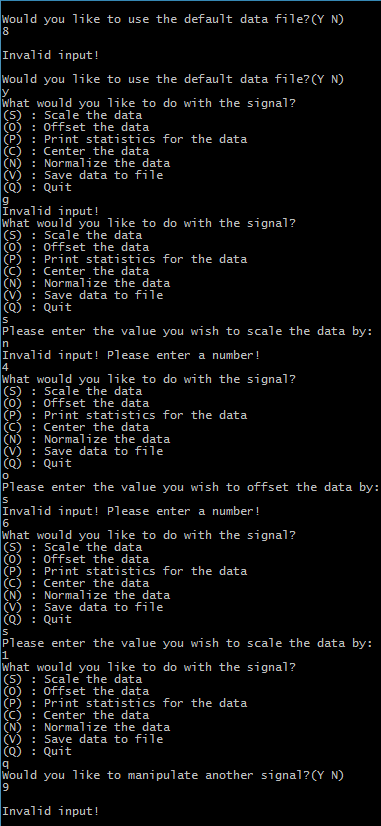 Would you like to use the default data file?(Y N)
8
Invalid input!
Would you like to use the default data file?(Y N)
y
What would you like to do with the signal?
(S) : Scale the data
(O) : Offset the data
(P) : Print statistics for the data
(C) : Center the data
(N) : Normalize the data
(V) : Save data to file
(Q) : Quit
g
Invalid input!
What would you like to do with the signal?
(S) : Scale the data
(O) : Offset the data
(P) : Print statistics for the data
(C) : Center the data
(N) : Normalize the data
(V) : Save data to file
(Q) : Quit
s
Please enter the value you wish to scale the data by:
n
Invalid input! Please enter a number!
4
What would you like to do with the signal?
(S) : Scale the data
(O) : Offset the data
(P) : Print statistics for the data
(C) : Center the data
(N) : Normalize the data
(V) : Save data to file
(Q) : Quit
o
Please enter the value you wish to offset the data by:
s
Invalid input! Please enter a number!
6
What would you like to do with the signal?
(S) : Scale the data
(O) : Offset the data
(P) : Print statistics for the data
(C) : Center the data
(N) : Normalize the data
(V) : Save data to file
(Q) : Quit
s
Please enter the value you wish to scale the data by:
1
What would you like to do with the signal?
(S) : Scale the data
(O) : Offset the data
(P) : Print statistics for the data
(C) : Center the data
(N) : Normalize the data
(V) : Save data to file
(Q) : Quit
q
Would you like to manipulate another signal?(Y N)
9
Invalid input!